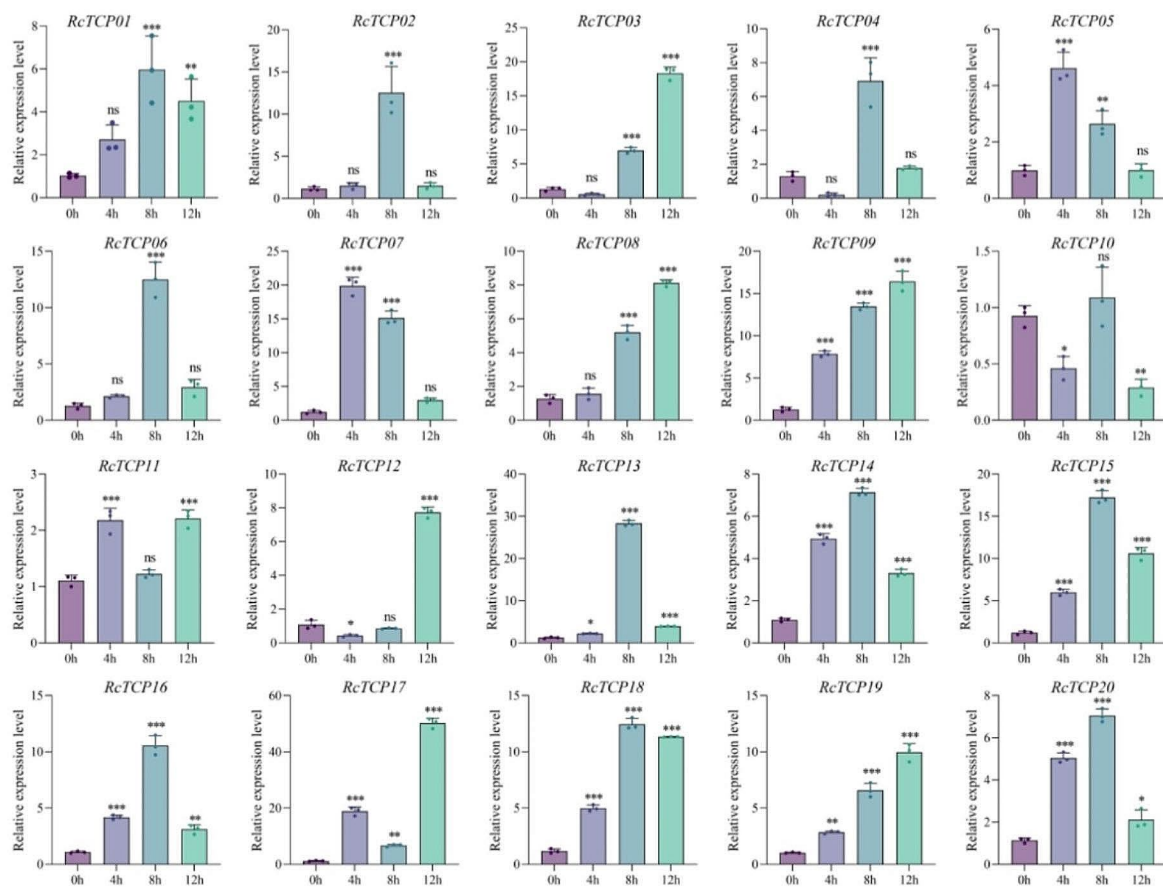 RcTCP01
Relative expression level
8
6
4
2
0
ns
***
**
0h 4h 8h 12h
RcTCP02
Relative expression level
20
15
10
5
0
ns
***
ns
0h 4h 8h 12h
RcTCP03
Relative expression level
25
20
15
10
5
0
ns
***
***
0h 4h 8h 12h
RcTCP04
Relative expression level
10
8
6
4
2
0
ns
***
ns
0h 4h 8h 12h
RcTCP05
Relative expression level
6
4
2
0
***
**
ns
0h 4h 8h 12h
RcTCP06
Relative expression level
15
10
5
0
ns
***
ns
0h 4h 8h 12h
RcTCP07
Relative expression level
25
20
15
10
5
0
***
***
ns
0h 4h 8h 12h
RcTCP08
Relative expression level
10
8
6
4
2
0
ns
***
***
0h 4h 8h 12h
RcTCP09
Relative expression level
20
15
10
5
0
***
***
***
0h 4h 8h 12h
RcTCP10
Relative expression level
1.5
1.0
0.5
0.0
*
ns
**
0h 4h 8h 12h
RcTCP11
Relative expression level
3
2
1
0
***
ns
***
0h 4h 8h 12h
RcTCP12
Relative expression level
10
8
6
4
2
0
*
ns
***
0h 4h 8h 12h
RcTCP13
Relative expression level
40
30
20
10
0
*
***
***
0h 4h 8h 12h
RcTCP14
Relative expression level
8
6
4
2
0
***
***
***
0h 4h 8h 12h
RcTCP15
Relative expression level
20
15
10
5
0
***
***
***
0h 4h 8h 12h
RcTCP16
Relative expression level
15
10
5
0
***
***
**
0h 4h 8h 12h
RcTCP17
Relative expression level
60
40
20
0
***
**
***
0h 4h 8h 12h
RcTCP18
Relative expression level
15
10
5
0
***
***
***
0h 4h 8h 12h
RcTCP19
Relative expression level
15
10
5
0
**
***
***
0h 4h 8h 12h
RcTCP20
Relative expression level
8
6
4
2
0
***
***
*
0h 4h 8h 12h